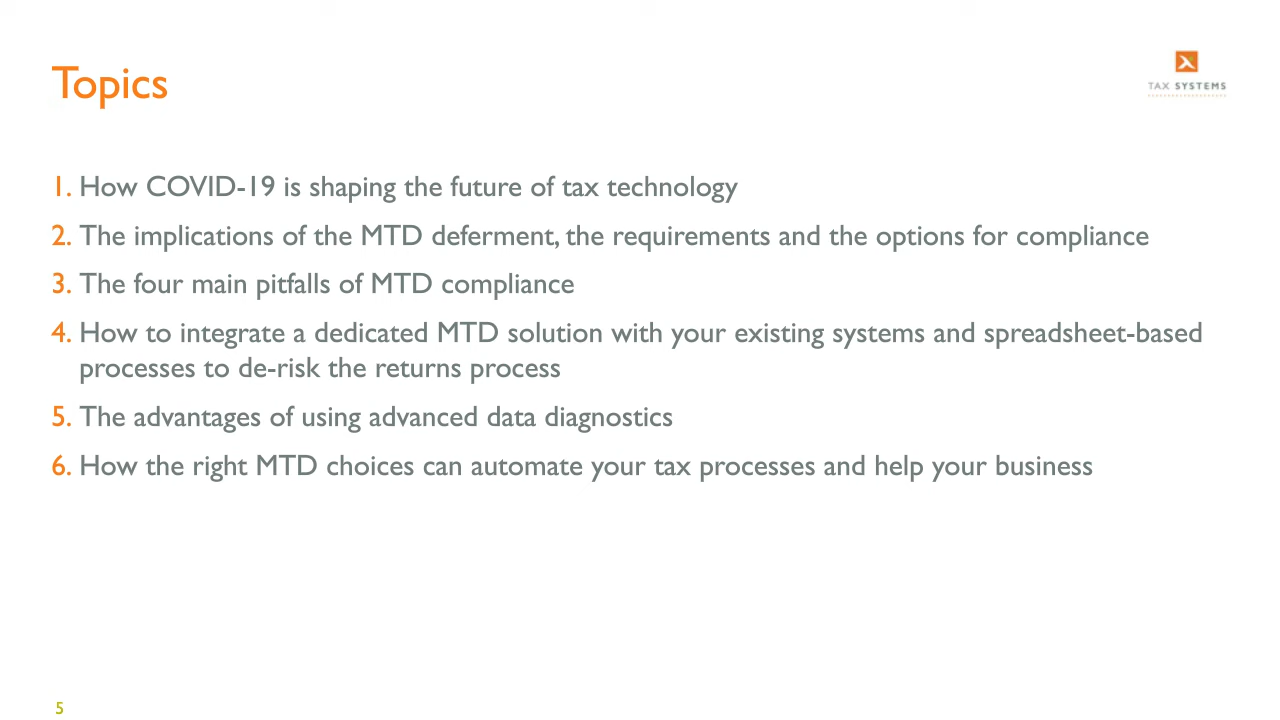 Topics
TAX SYSTEMS
1. How COVID-19 is shaping the future of tax technology
2. The implications of the MTD deferment, the requirements and the options for compliance
3. The four main pitfalls of MTD compliance
4. How to integrate a dedicated MTD solution with your existing systems and spreadsheet-based
processes to de-risk the returns process
5. The advantages of using advanced data diagnostics
6. How the right MTD choices can automate your tax processes and help your business
5